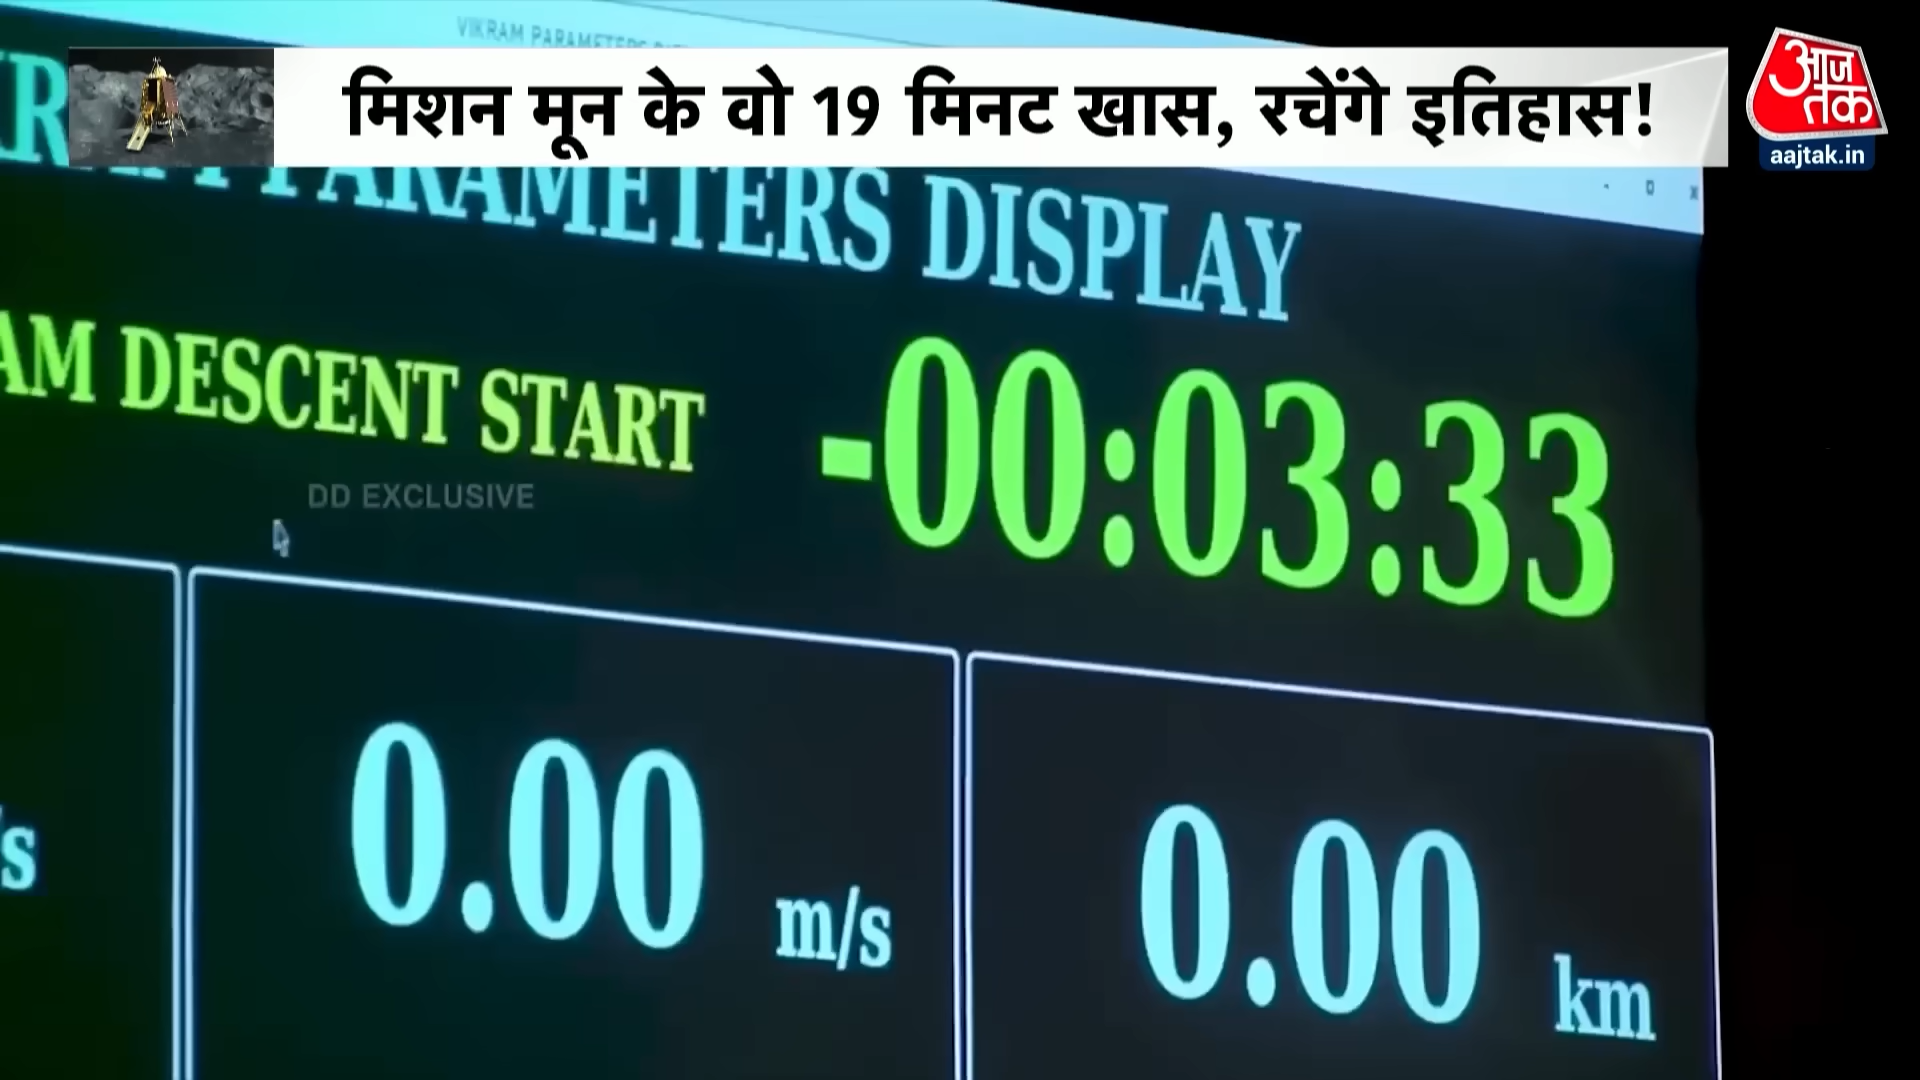 VIKRAM PARAMETERS
मिशन मून के वो 19 मिनट खास, रचेंगे इतिहास!
आज तक
aajtak.in
PARAMETERS DISPLAY
DESCENT START
-00:03:33
DD EXCLUSIVE
0.00 m/s
0.00 km